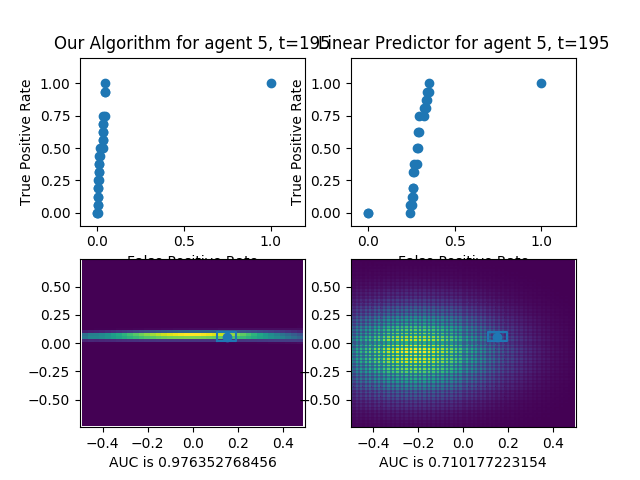 Our Algorithm for agent 5, t=195
Linear Predictor for agent 5, t=195
True Positive Rate
1.00
0.75
0.50
0.25
0.00
0.0 0.5 1.0
False Positive Rate
True Positive Rate
1.00
0.75
0.50
0.25
0.00
0.0 0.5 1.0
False Positive Rate
0.50
0.25
0.00
−0.25
−0.50
−0.4 −0.2 0.0 0.2 0.4
AUC is 0.976352768456
0.50
0.25
0.00
−0.25
−0.50
−0.4 −0.2 0.0 0.2 0.4
AUC is 0.710177223154